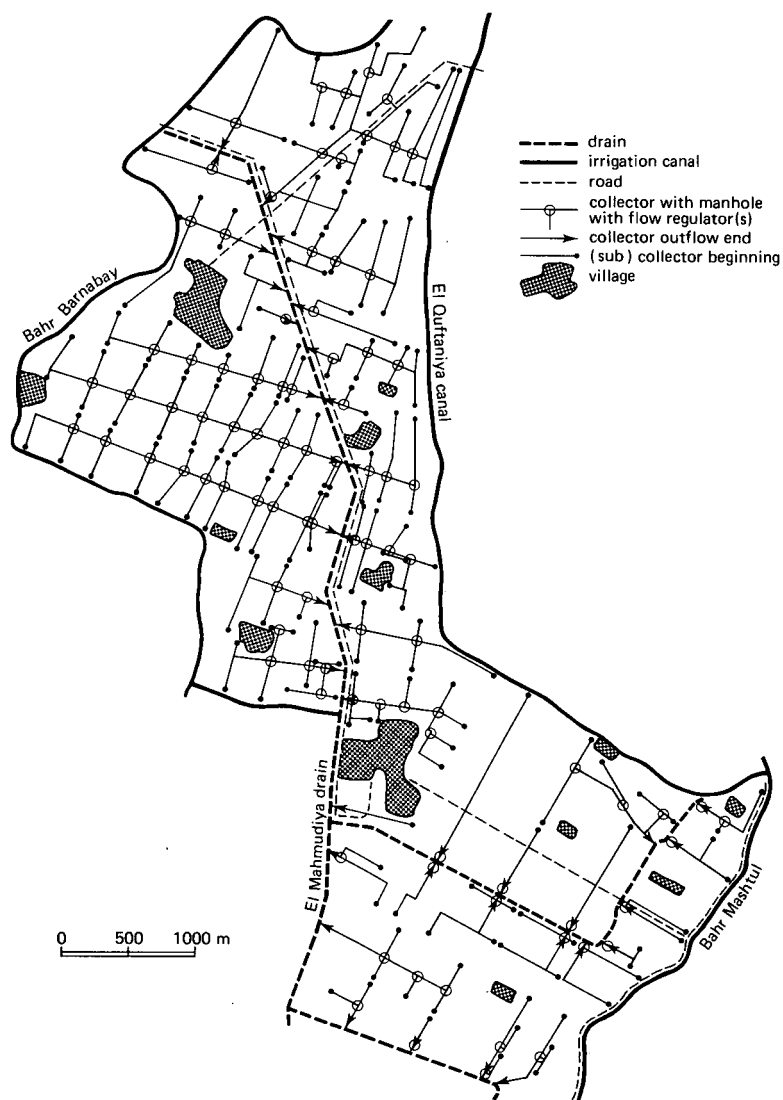 drain
irrigation canal
road
collector with manhole
with flow regulator(s)
collector outflow end
(sub) collector beginning
village
Bahr Barnabay
El Quftaniya canal
El Mahmudiya drain
Bahr Mashtul
0 500 1000 m